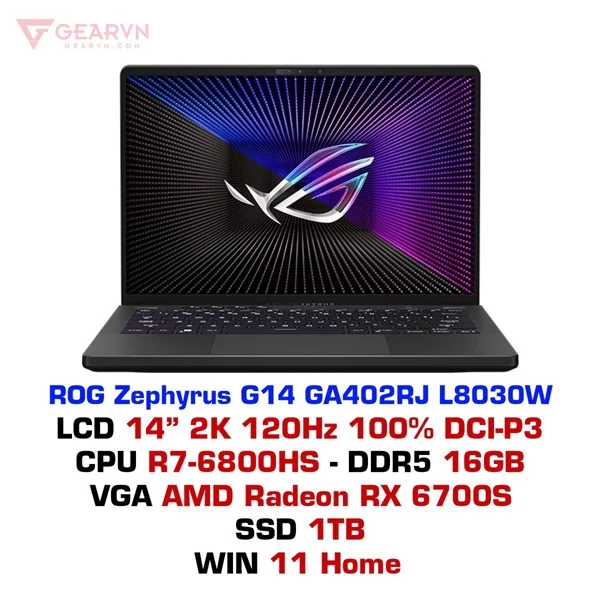 GEARVN
GEARVN.COM
ROG Zephyrus G14 GA402RJ L8030W
LCD 14” 2K 120Hz 100% DCI-P3
CPU R7-6800HS - DDR5 16GB
VGA AMD Radeon RX 6700S
SSD 1TB
WIN 11 Home